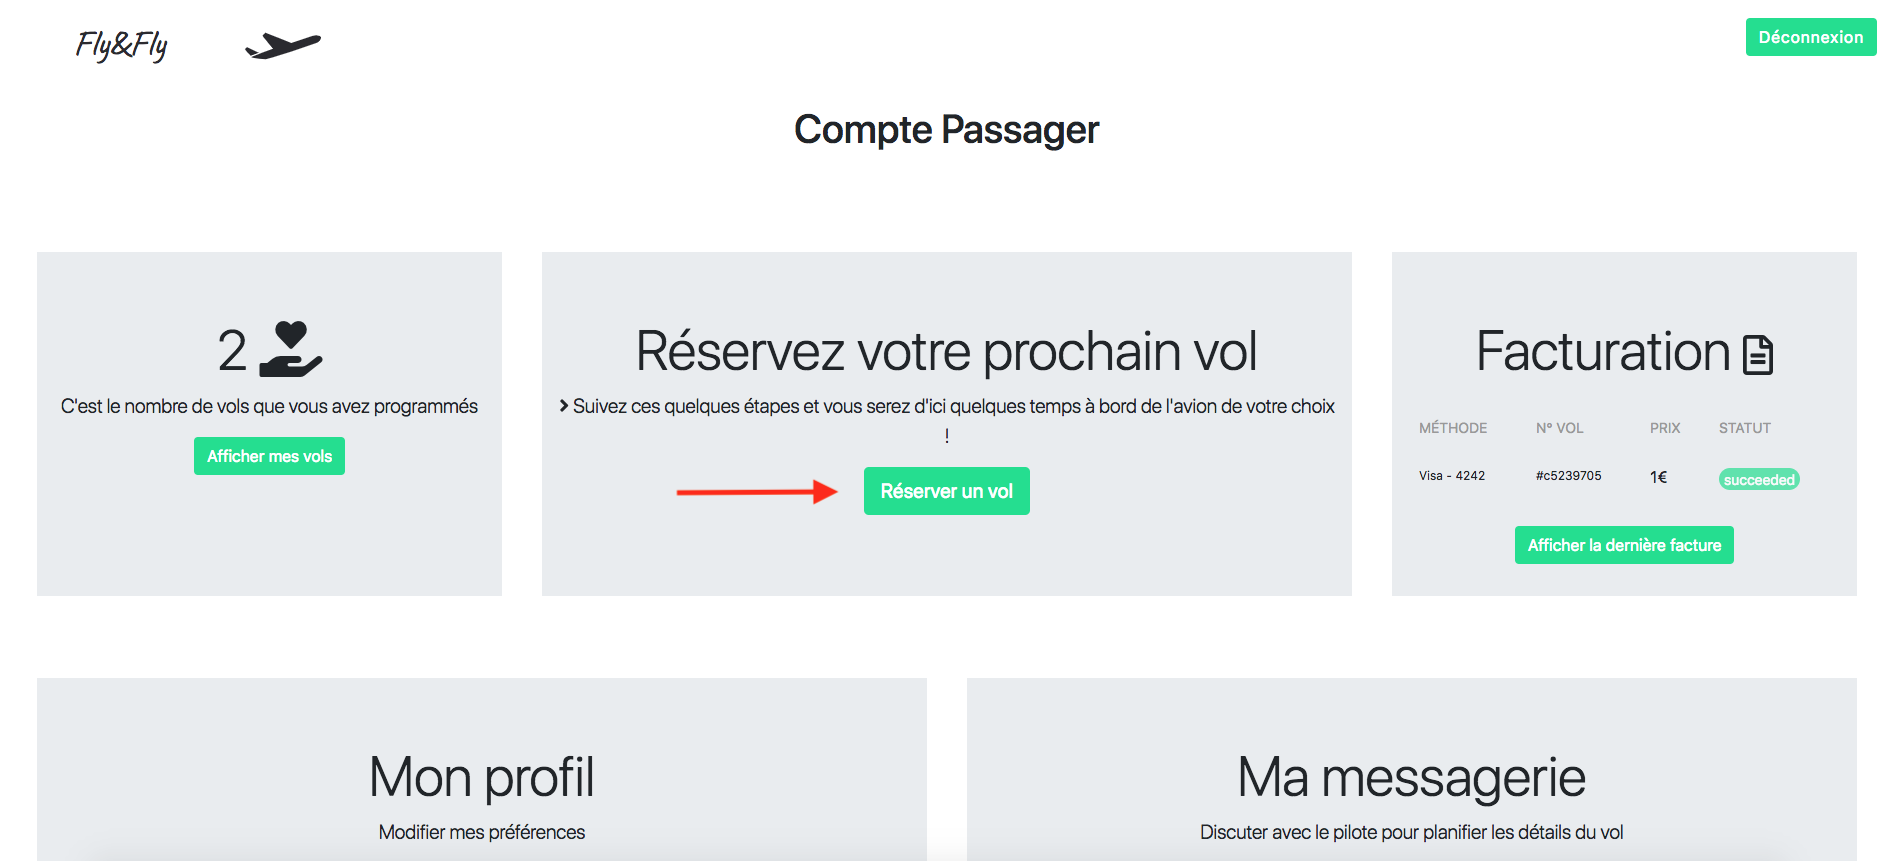 Fly&Fly
Déconnexion
Compte Passager
2
C'est le nombre de vols que vous avez programmés
Afficher mes vols
Réservez votre prochain vol
Suivez ces quelques étapes et vous serez d'ici quelques temps à bord de l'avion de votre choix
!
Réserver un vol
Facturation
MÉTHODE N° VOL PRIX STATUT
Visa - 4242 #c5239705 1€ succeeded
Afficher la dernière facture
Mon profil
Modifier mes préférences
Ma messagerie
Discuter avec le pilote pour planifier les détails du vol